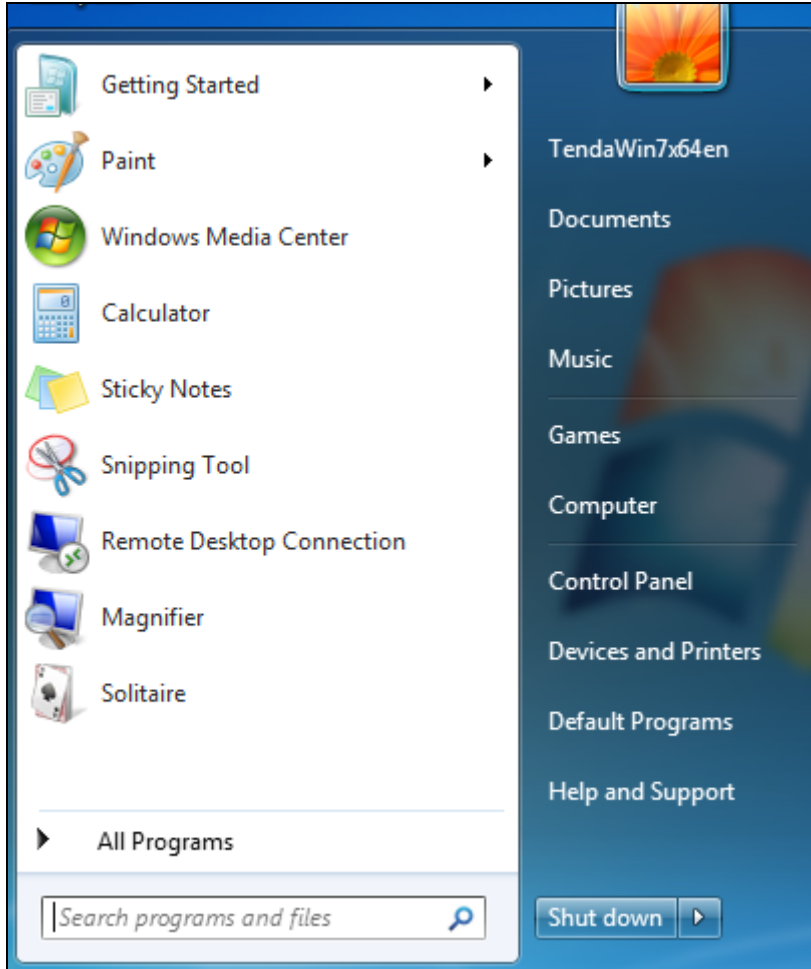 Getting Started
Paint
Windows Media Center
Calculator
Sticky Notes
Snipping Tool
Remote Desktop Connection
Magnifier
Solitaire
All Programs
Search programs and files
TendaWin7x64en
Documents
Pictures
Music
Games
Computer
Control Panel
Devices and Printers
Default Programs
Help and Support
Shut down